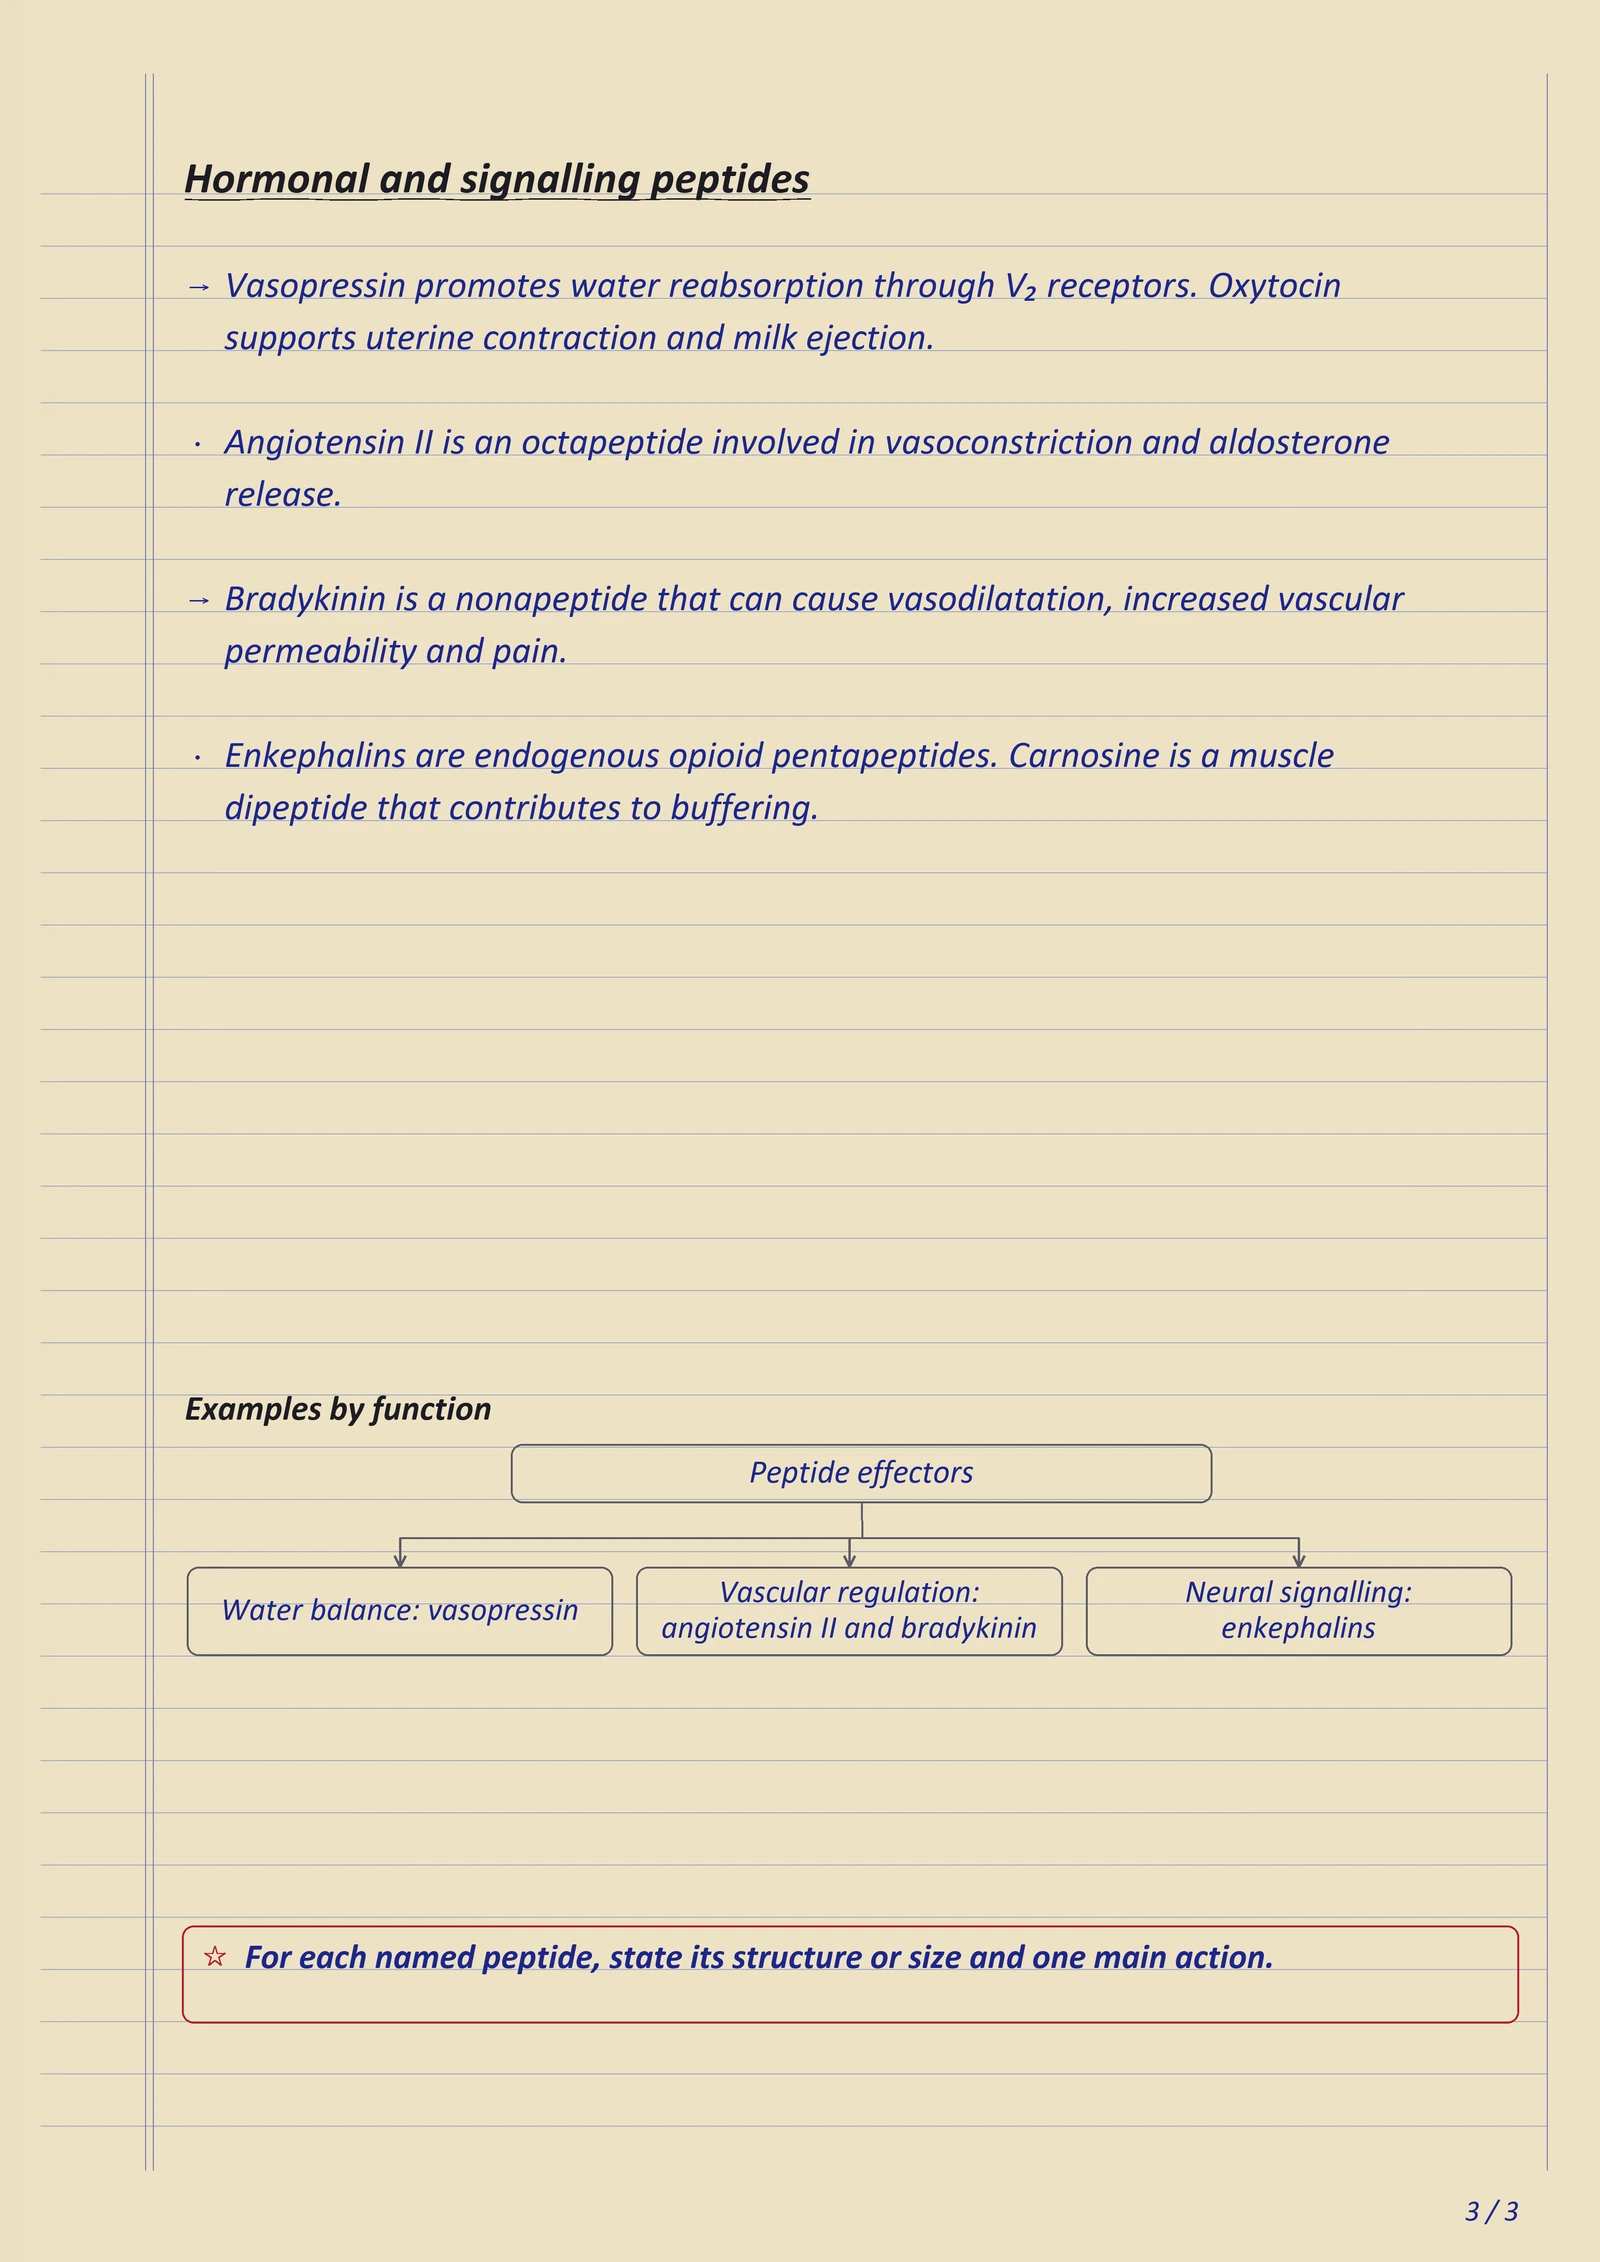 Hormonal and signalling peptides
→ Vasopressin promotes water reabsorption through V₂ receptors. Oxytocin
supports uterine contraction and milk ejection.
· Angiotensin II is an octapeptide involved in vasoconstriction and aldosterone
release.
→ Bradykinin is a nonapeptide that can cause vasodilatation, increased vascular
permeability and pain.
· Enkephalins are endogenous opioid pentapeptides. Carnosine is a muscle
dipeptide that contributes to buffering.
Examples by function
Peptide effectors
Water balance: vasopressin
Vascular regulation:
angiotensin II and bradykinin
Neural signalling:
enkephalins
☆ For each named peptide, state its structure or size and one main action.
3 / 3